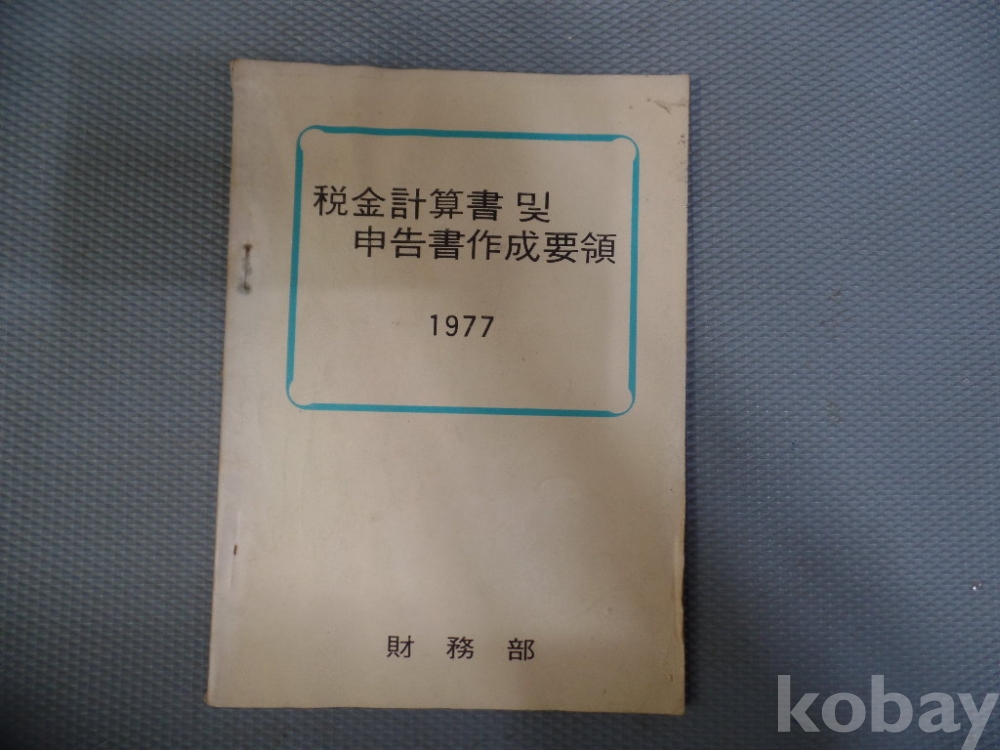 税金計算書 및
申告書作成要領
1977
財務部
kobay